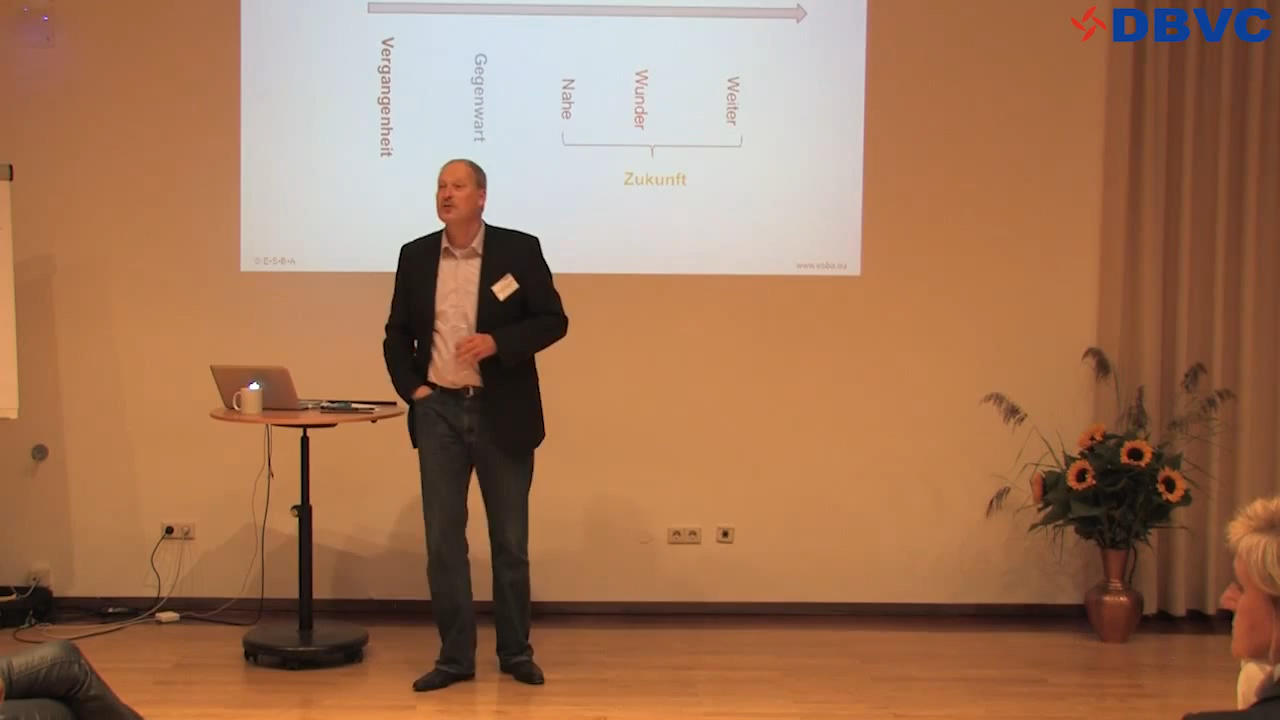 DBVC
Vergangenheit
Gegenwart
Nahe
Wunder
Weiter
Zukunft
© E•S•B•A
www.esba.eu